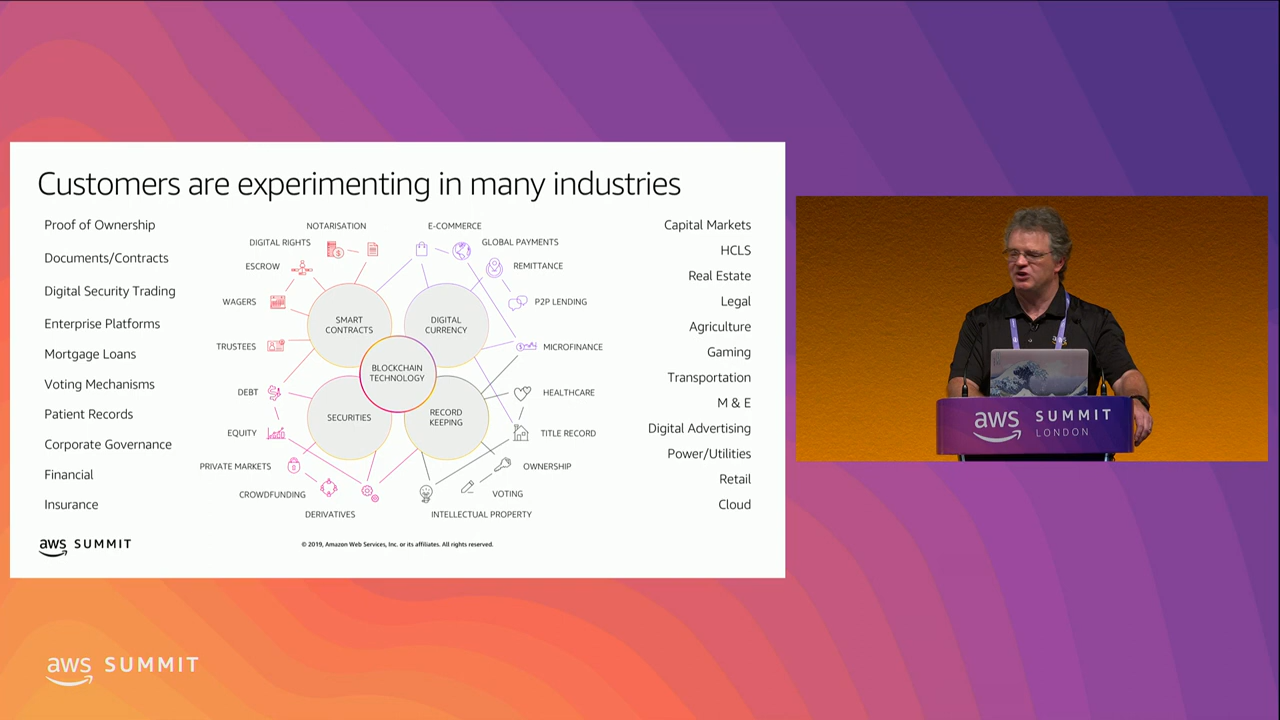 Customers are experimenting in many industries
Proof of Ownership
Documents/Contracts
Digital Security Trading
Enterprise Platforms
Mortgage Loans
Voting Mechanisms
Patient Records
Corporate Governance
Financial
Insurance
NOTARISATION
DIGITAL RIGHTS
ESCROW
WAGERS
TRUSTEES
DEBT
EQUITY
PRIVATE MARKETS
CROWDFUNDING
DERIVATIVES
SMART
CONTRACTS
DIGITAL
CURRENCY
BLOCKCHAIN
TECHNOLOGY
SECURITIES
RECORD
KEEPING
E-COMMERCE
GLOBAL PAYMENTS
REMITTANCE
P2P LENDING
MICROFINANCE
HEALTHCARE
TITLE RECORD
OWNERSHIP
VOTING
INTELLECTUAL PROPERTY
Capital Markets
HCLS
Real Estate
Legal
Agriculture
Gaming
Transportation
M & E
Digital Advertising
Power/Utilities
Retail
Cloud
aws SUMMIT
© 2019, Amazon Web Services, Inc. or its affiliates. All rights reserved.
aws SUMMIT
LONDON
aws SUMMIT